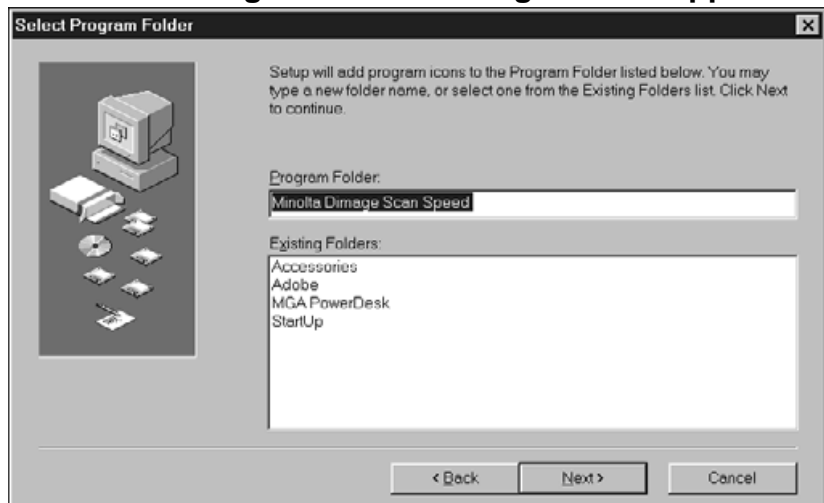 Select Program Folder
Setup will add program icons to the Program Folder listed below. You may
type a new folder name, or select one from the Existing Folders list. Click Next
to continue.
Program Folder:
Minolta Dimage Scan Speed
Existing Folders:
Accessories
Adobe
MGA PowerDesk
StartUp
< Back
Next >
Cancel